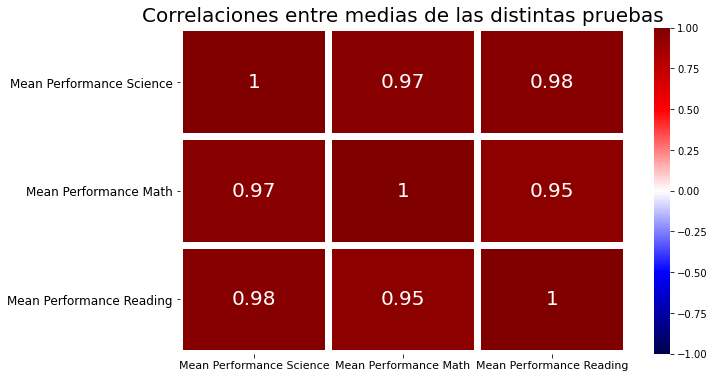 Correlaciones entre medias de las distintas pruebas
Mean Performance Science
1
0.97
0.98
Mean Performance Math
0.97
1
0.95
Mean Performance Reading
0.98
0.95
1
Mean Performance Science
Mean Performance Math
Mean Performance Reading
1.00
0.75
0.50
0.25
0.00
−0.25
−0.50
−0.75
−1.00